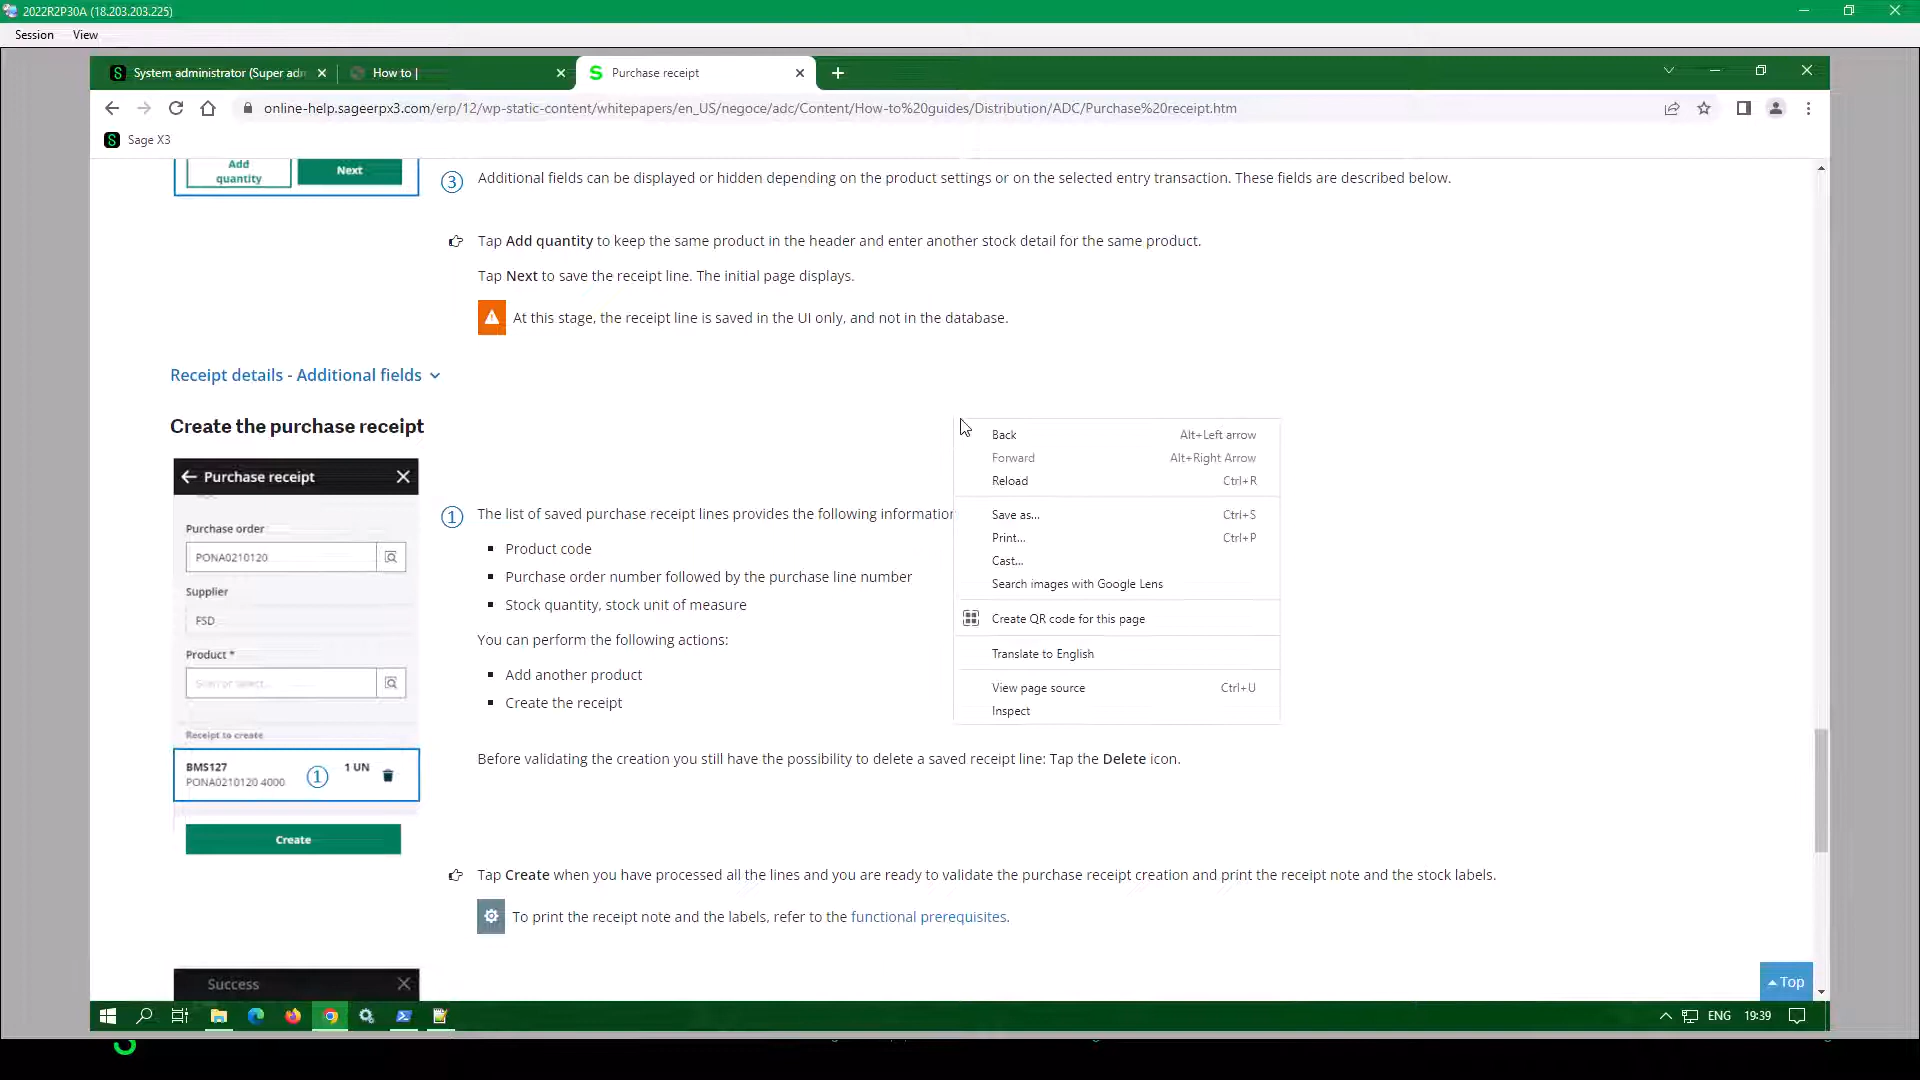 2022R2P30A (18.203.203.225)
Session View
System administrator (Super adr
How to |
Purchase receipt
online-help.sageerpx3.com/erp/12/wp-static-content/whitepapers/en_US/negoce/adc/Content/How-to%20guides/Distribution/ADC/Purchase%20receipt.htm
Sage X3
Add quantity
Next
3 Additional fields can be displayed or hidden depending on the product settings or on the selected entry transaction. These fields are described below.
Tap Add quantity to keep the same product in the header and enter another stock detail for the same product.
Tap Next to save the receipt line. The initial page displays.
At this stage, the receipt line is saved in the UI only, and not in the database.
Receipt details - Additional fields
Create the purchase receipt
Purchase receipt
Purchase order
PONA0210120
Supplier
FSD
Product *
Scan or select...
Receipt to create
BMS127 1 UN
PONA0210120 4000 1
Create
1 The list of saved purchase receipt lines provides the following information
Product code
Purchase order number followed by the purchase line number
Stock quantity, stock unit of measure
You can perform the following actions:
Add another product
Create the receipt
Before validating the creation you still have the possibility to delete a saved receipt line: Tap the Delete icon.
Back Alt+Left arrow
Forward Alt+Right Arrow
Reload Ctrl+R
Save as... Ctrl+S
Print... Ctrl+P
Cast...
Search images with Google Lens
Create QR code for this page
Translate to English
View page source Ctrl+U
Inspect
Tap Create when you have processed all the lines and you are ready to validate the purchase receipt creation and print the receipt note and the stock labels.
To print the receipt note and the labels, refer to the functional prerequisites.
Success
Top
ENG 19:39